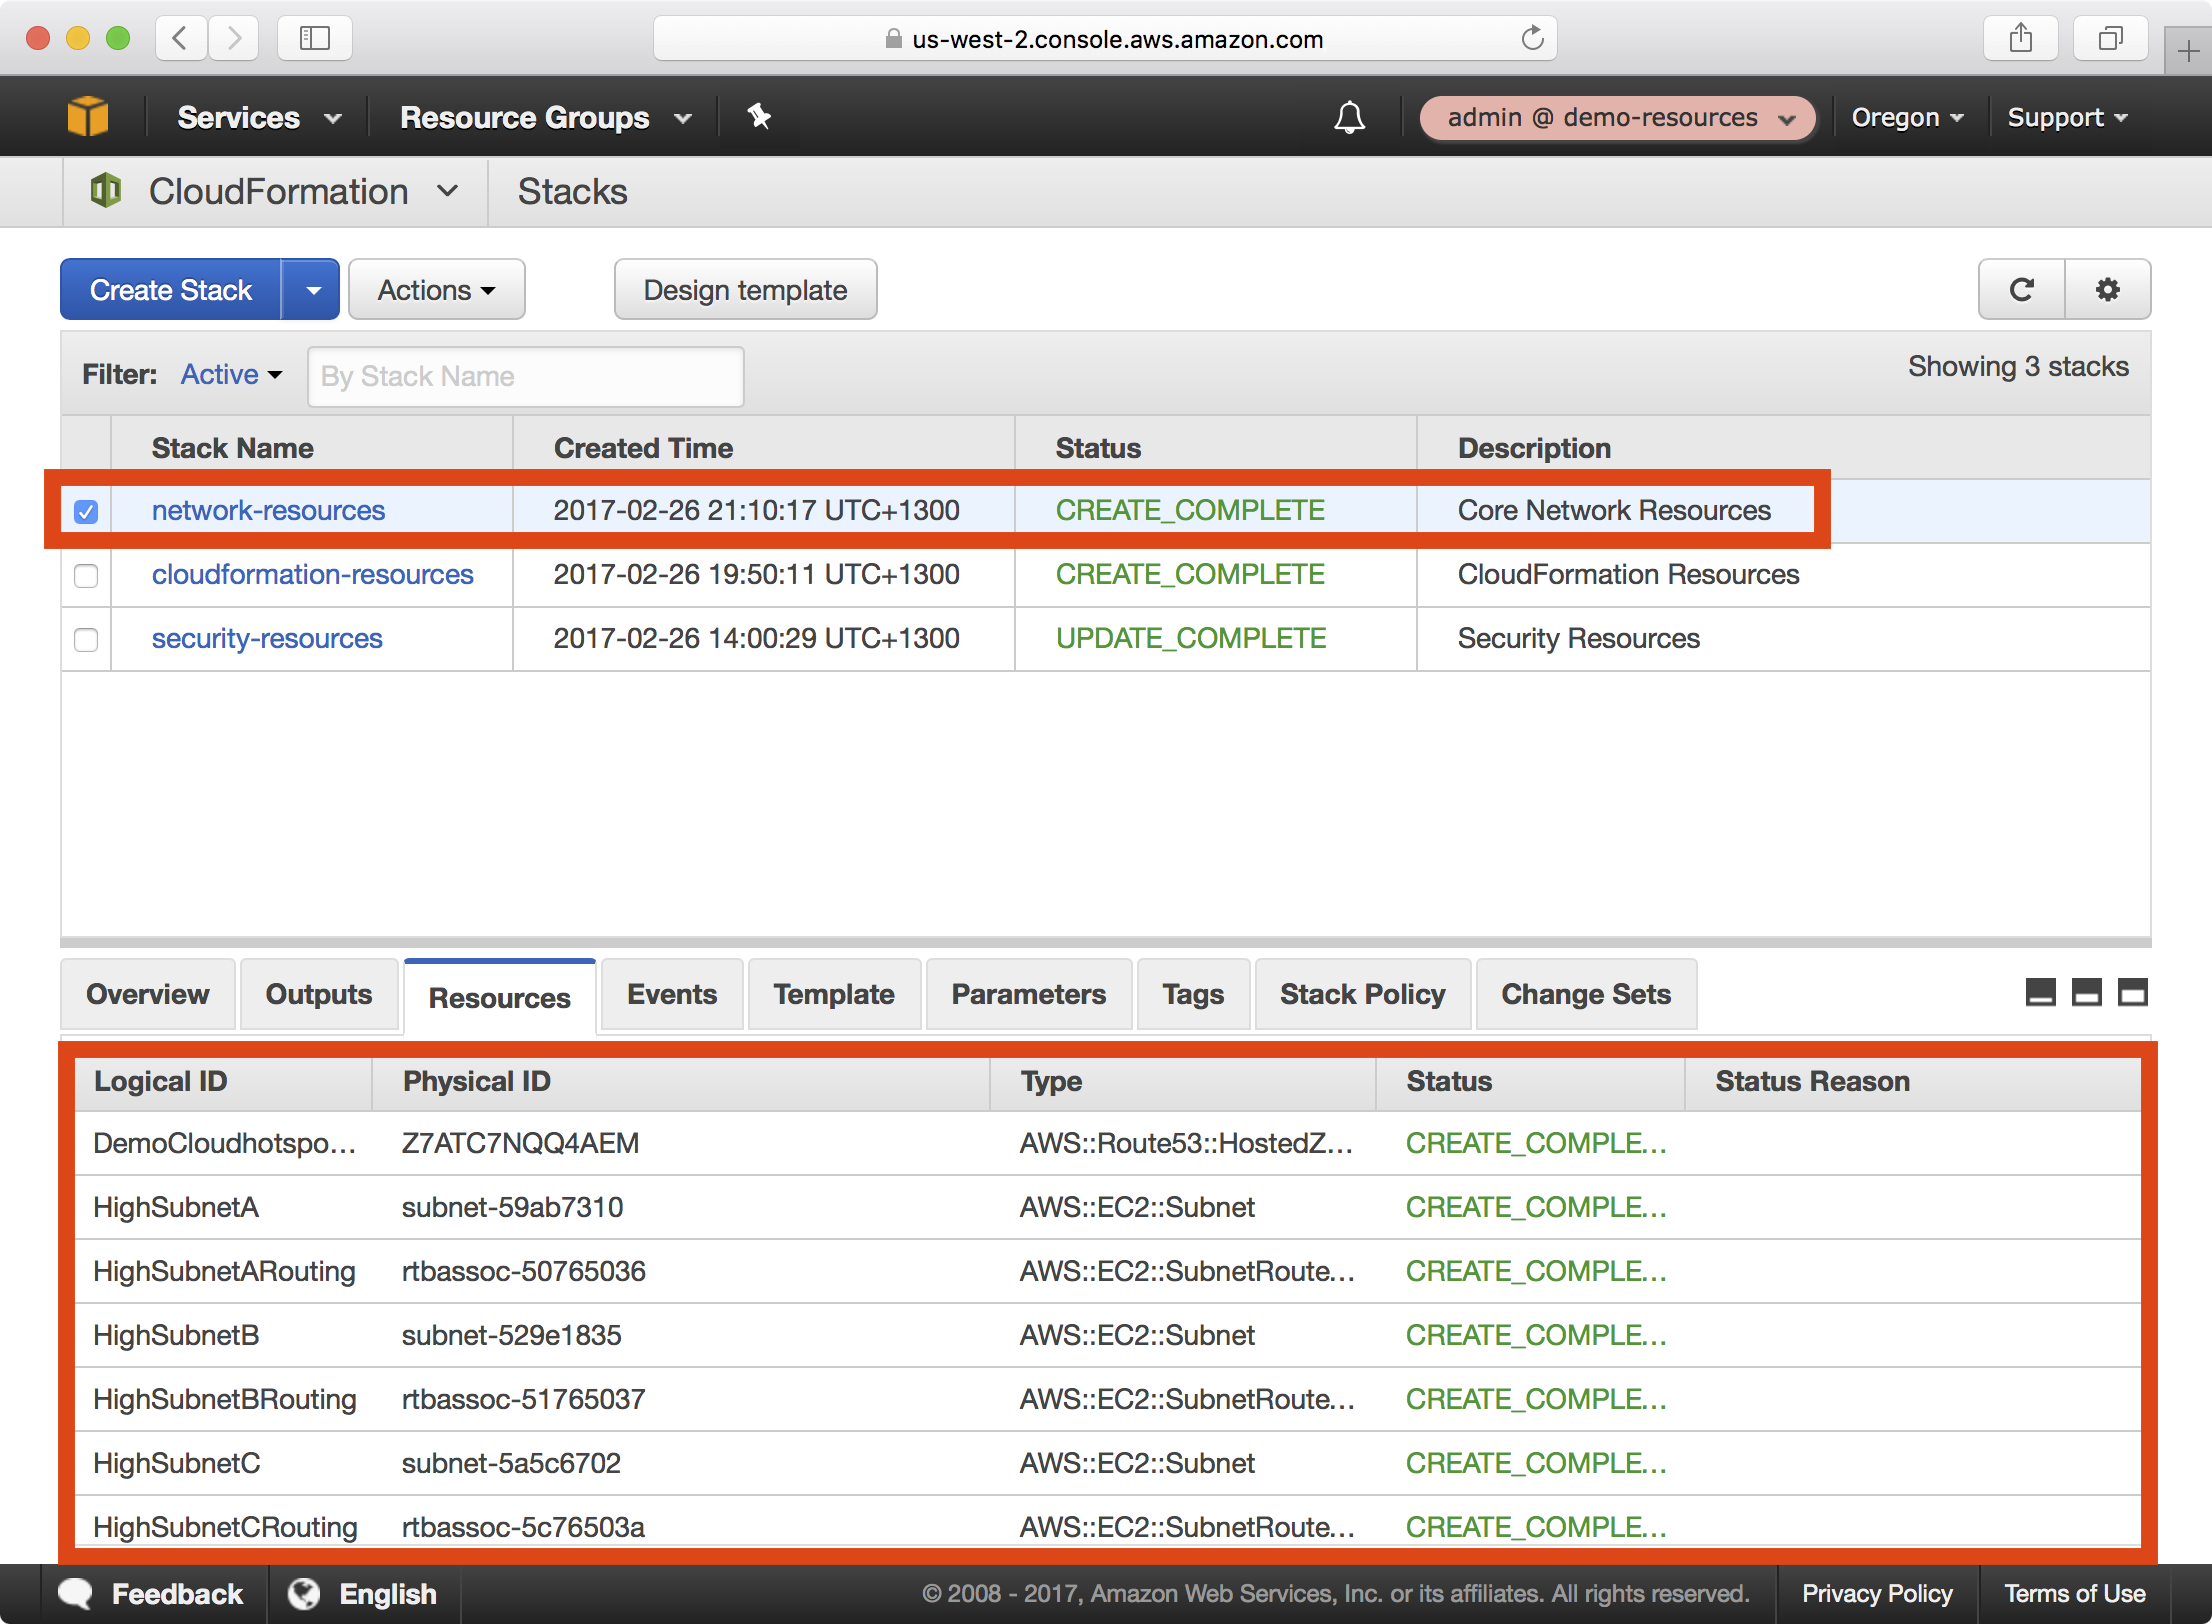 us-west-2.console.aws.amazon.com
Services Resource Groups admin @ demo-resources Oregon Support
CloudFormation Stacks
Create Stack Actions Design template
Filter: Active By Stack Name Showing 3 stacks
Stack Name Created Time Status Description
network-resources 2017-02-26 21:10:17 UTC+1300 CREATE_COMPLETE Core Network Resources
cloudformation-resources 2017-02-26 19:50:11 UTC+1300 CREATE_COMPLETE CloudFormation Resources
security-resources 2017-02-26 14:00:29 UTC+1300 UPDATE_COMPLETE Security Resources
Overview Outputs Resources Events Template Parameters Tags Stack Policy Change Sets
Logical ID Physical ID Type Status Status Reason
DemoCloudhotspo... Z7ATC7NQQ4AEM AWS::Route53::HostedZ... CREATE_COMPLE...
HighSubnetA subnet-59ab7310 AWS::EC2::Subnet CREATE_COMPLE...
HighSubnetARouting rtbassoc-50765036 AWS::EC2::SubnetRoute... CREATE_COMPLE...
HighSubnetB subnet-529e1835 AWS::EC2::Subnet CREATE_COMPLE...
HighSubnetBRouting rtbassoc-51765037 AWS::EC2::SubnetRoute... CREATE_COMPLE...
HighSubnetC subnet-5a5c6702 AWS::EC2::Subnet CREATE_COMPLE...
HighSubnetCRouting rtbassoc-5c76503a AWS::EC2::SubnetRoute... CREATE_COMPLE...
Feedback English © 2008 - 2017, Amazon Web Services, Inc. or its affiliates. All rights reserved. Privacy Policy Terms of Use